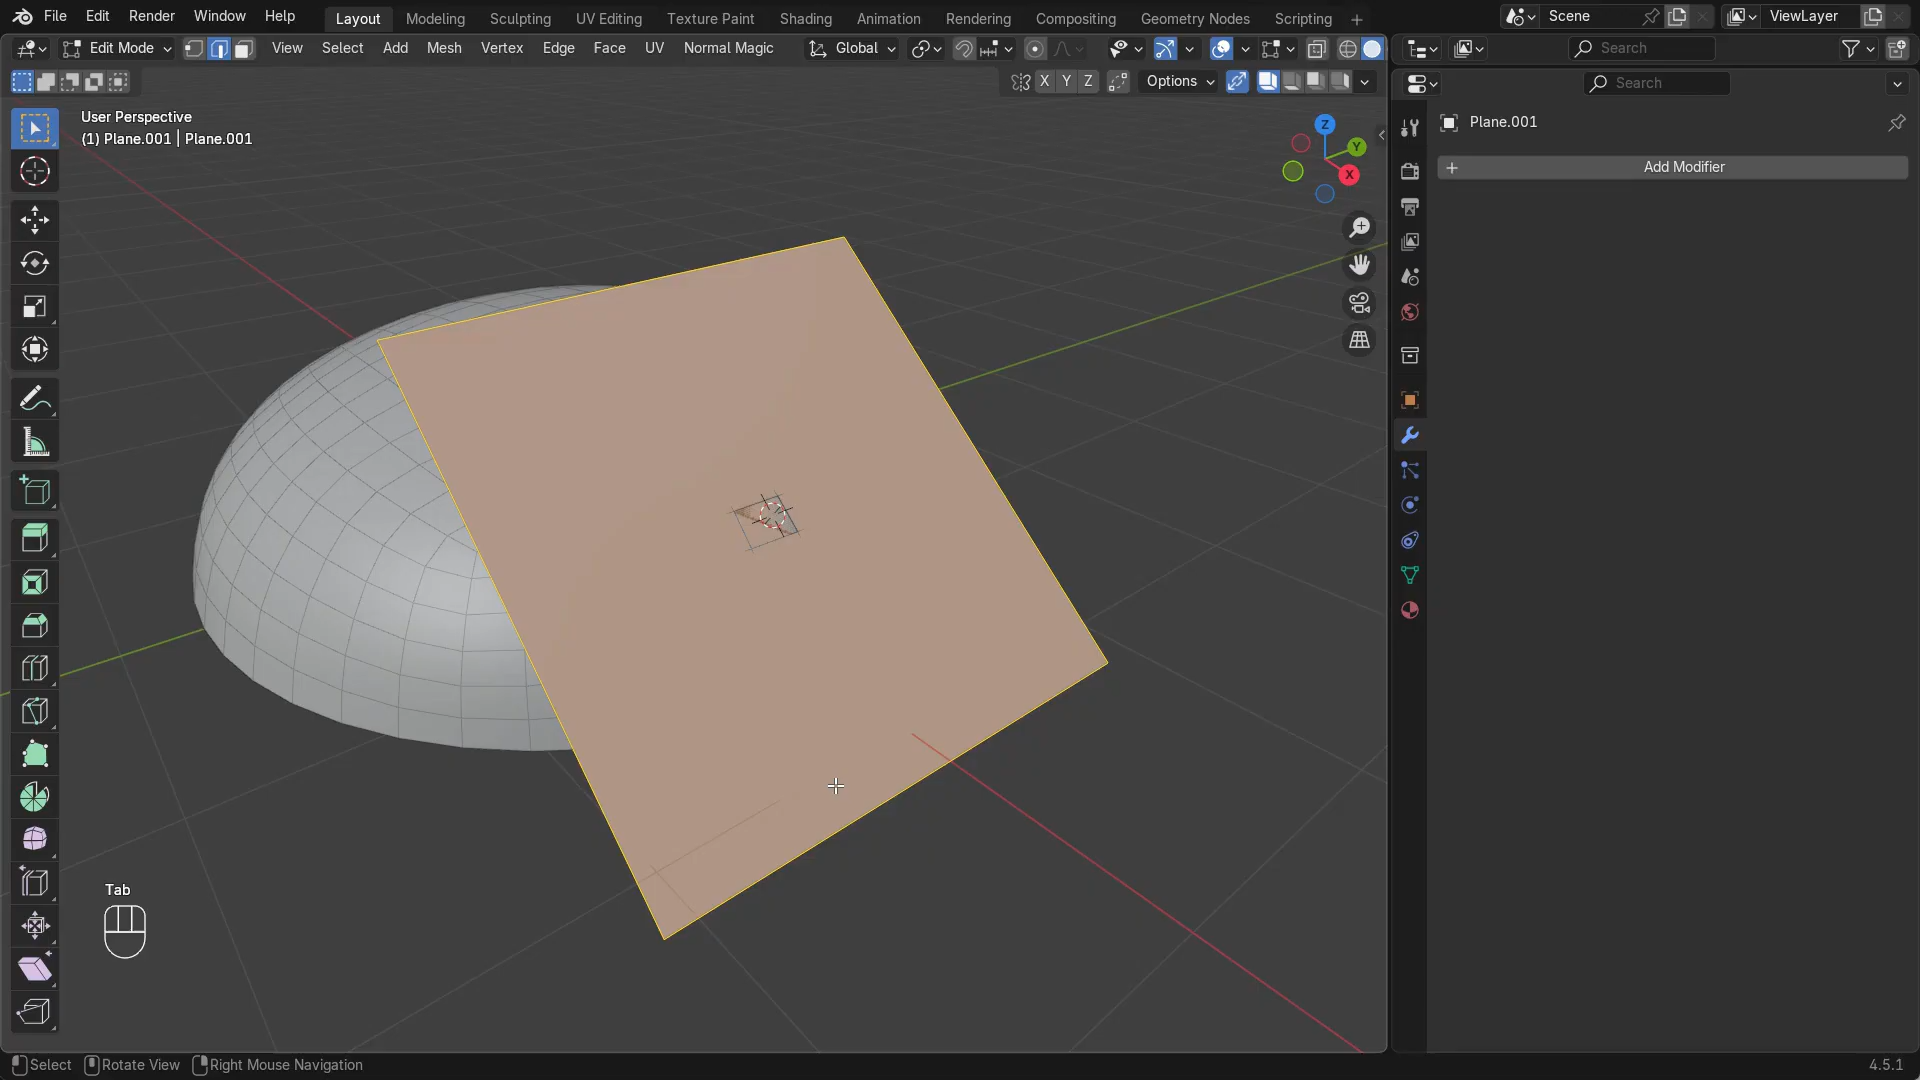 File Edit Render Window Help Layout Modeling Sculpting UV Editing Texture Paint Shading Animation Rendering Compositing Geometry Nodes Scripting + Scene ViewLayer
Edit Mode View Select Add Mesh Vertex Edge Face UV Normal Magic Global Search
X Y Z Options Search
User Perspective
(1) Plane.001 | Plane.001
Z
Y
X
Plane.001
+ Add Modifier
Tab
Select Rotate View Right Mouse Navigation 4.5.1